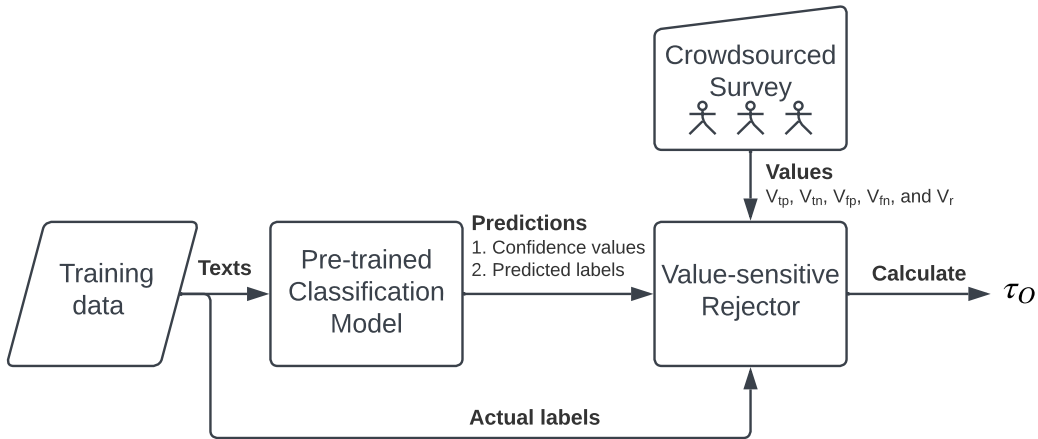 Crowdsourced
Survey
Values
Vtp, Vtn, Vfp, Vfn, and Vr
Training
data
Texts
Pre-trained
Classification
Model
Predictions
1. Confidence values
2. Predicted labels
Value-sensitive
Rejector
Calculate
τO
Actual labels